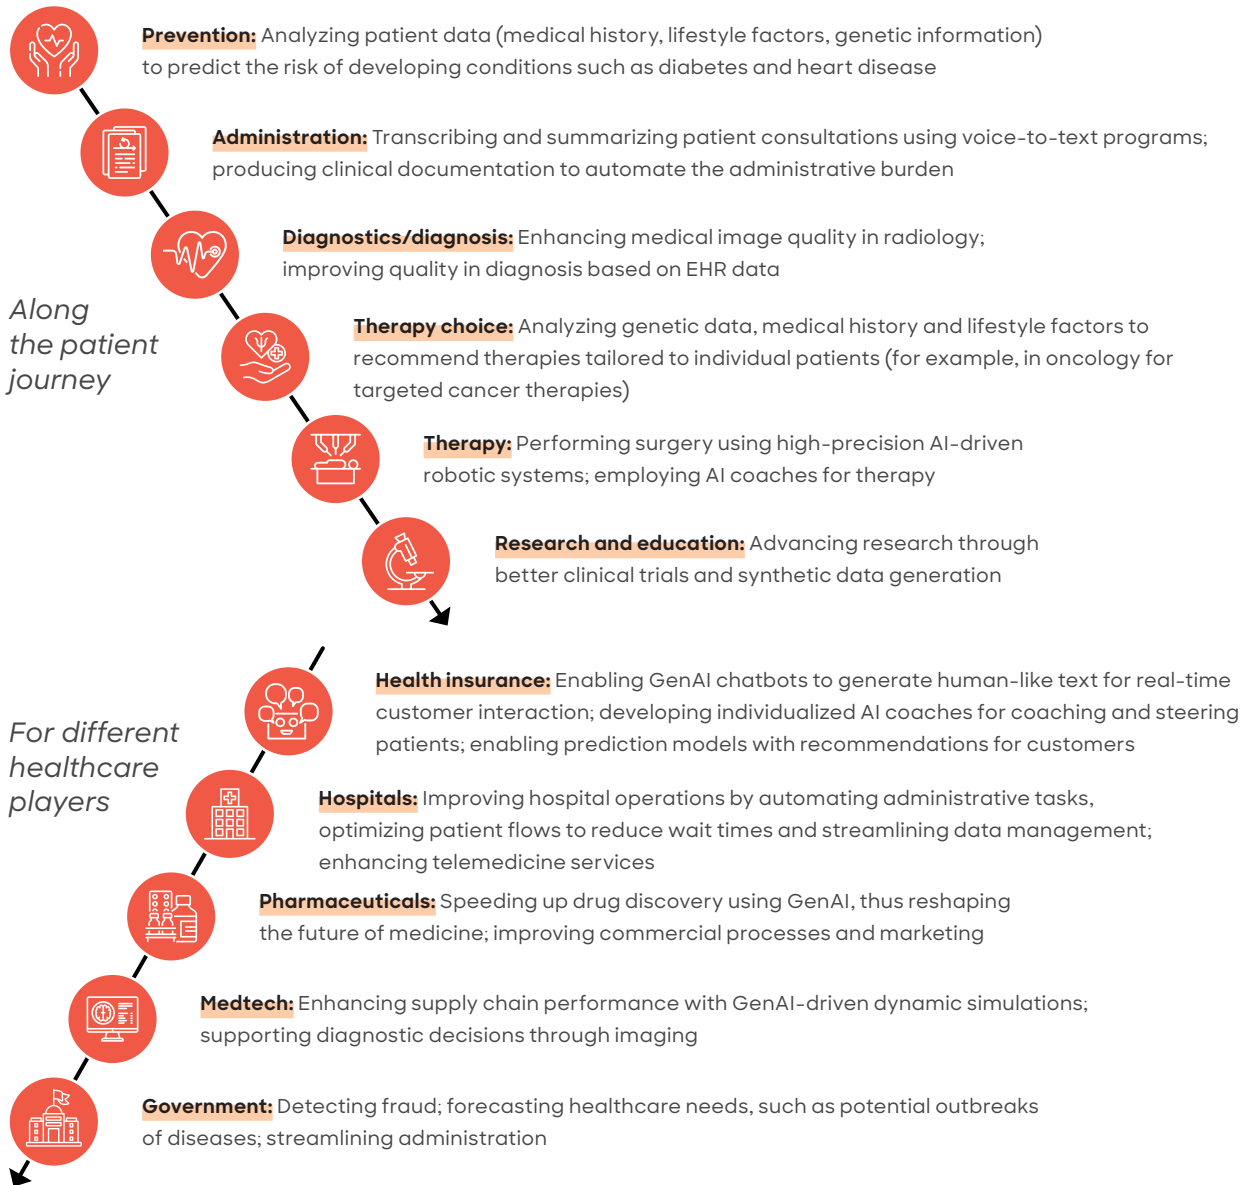 Prevention: Analyzing patient data (medical history, lifestyle factors, genetic information)
to predict the risk of developing conditions such as diabetes and heart disease
Administration: Transcribing and summarizing patient consultations using voice-to-text programs;
producing clinical documentation to automate the administrative burden
Diagnostics/diagnosis: Enhancing medical image quality in radiology;
improving quality in diagnosis based on EHR data
Along
the patient
journey
Therapy choice: Analyzing genetic data, medical history and lifestyle factors to
recommend therapies tailored to individual patients (for example, in oncology for
targeted cancer therapies)
Therapy: Performing surgery using high-precision AI-driven
robotic systems; employing AI coaches for therapy
Research and education: Advancing research through
better clinical trials and synthetic data generation
For different
healthcare
players
Health insurance: Enabling GenAI chatbots to generate human-like text for real-time
customer interaction; developing individualized AI coaches for coaching and steering
patients; enabling prediction models with recommendations for customers
Hospitals: Improving hospital operations by automating administrative tasks,
optimizing patient flows to reduce wait times and streamlining data management;
enhancing telemedicine services
Pharmaceuticals: Speeding up drug discovery using GenAI, thus reshaping
the future of medicine; improving commercial processes and marketing
Medtech: Enhancing supply chain performance with GenAI-driven dynamic simulations;
supporting diagnostic decisions through imaging
Government: Detecting fraud; forecasting healthcare needs, such as potential outbreaks
of diseases; streamlining administration